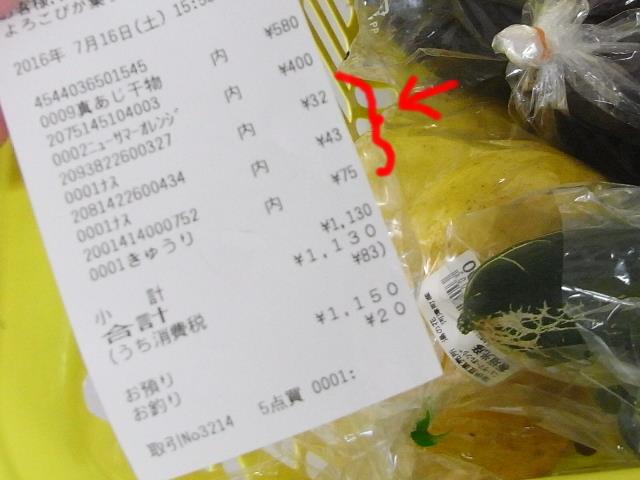 よろこびが集
2016年 7月16日(土) 15:5
4544036501545
0009真あじ干物 内 ¥580
2075145104003
0002ニューサマーオレンジ 内 ¥400
2093822600327
0001ナス 内 ¥32
2081422600434
0001ナス 内 ¥43
2001414000752
0001きゅうり 内 ¥75
小 計 ¥1,130
合計 ¥1,130
(うち消費税 ¥83)
お預り ¥1,150
お釣り ¥20
取引No3214 5点買 0001: